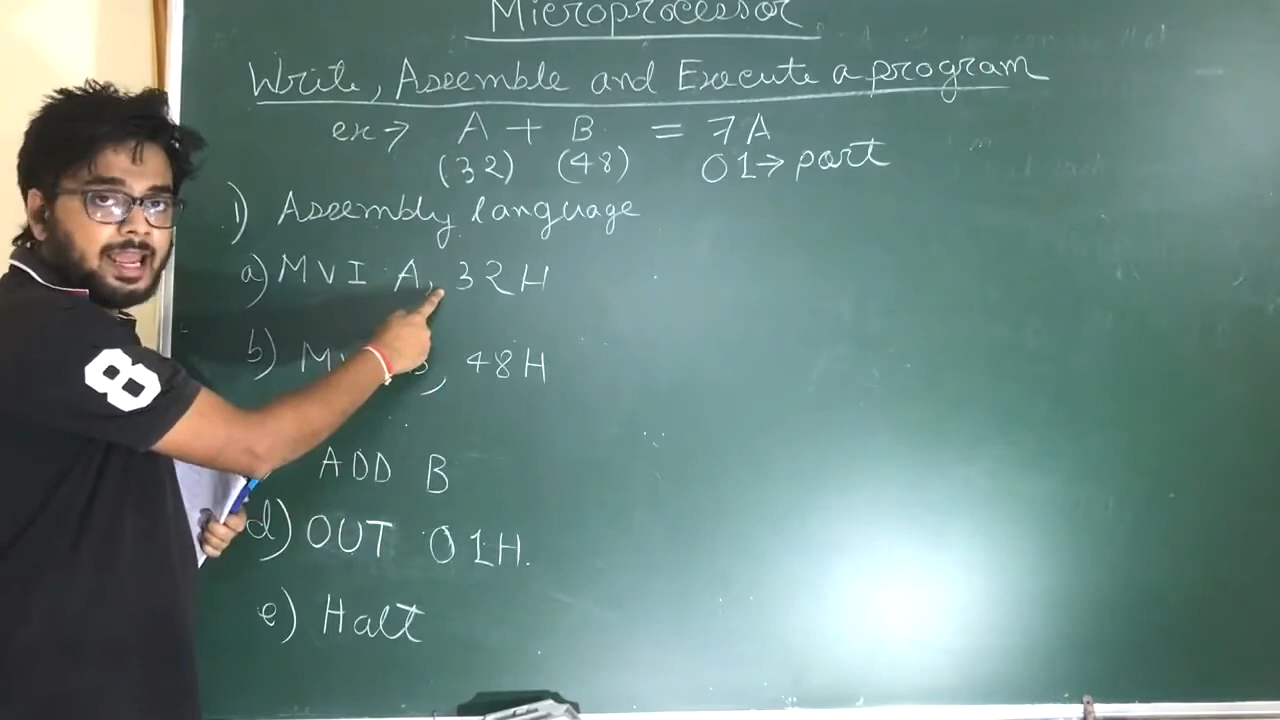 Microprocessor
Write, Assemble and Execute a program
ex → A + B = 7A
(32) (48) 01 → port
1) Assembly language
a) MVI A, 32H
b) B, 48H
ADD B
d) OUT 01H.
e) Halt
8